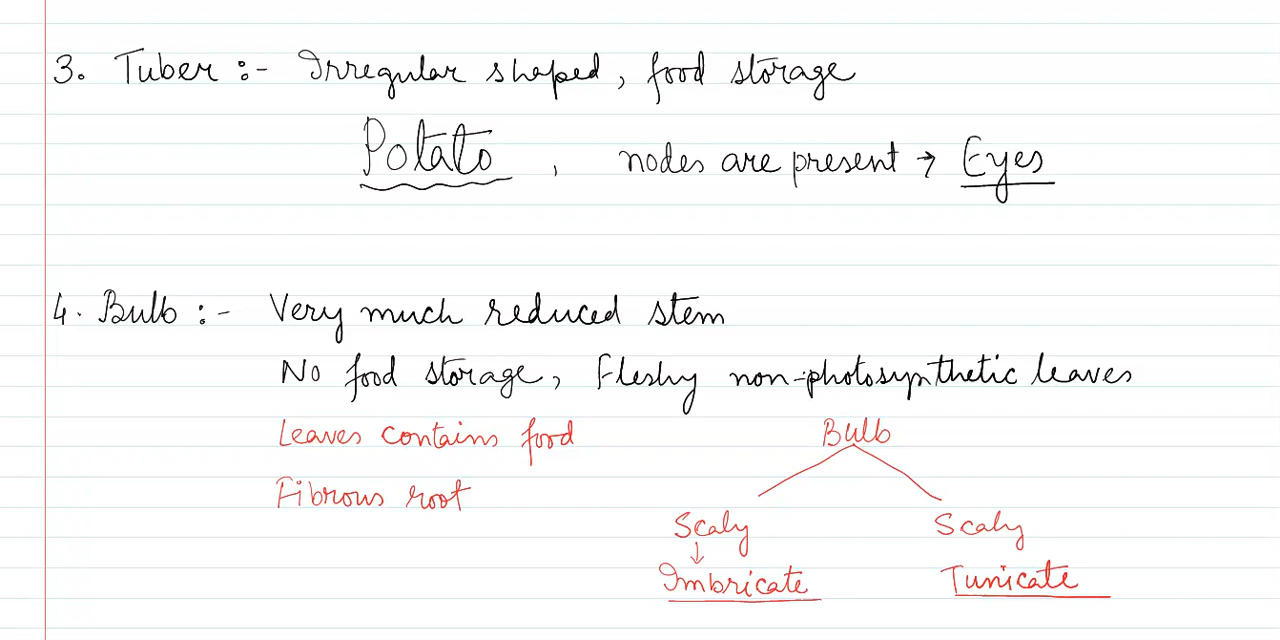 3. Tuber :- Irregular shaped, food storage
Potato, nodes are present → Eyes
4. Bulb :- Very much reduced stem
No food storage, Fleshy non-photosynthetic leaves
Leaves contains food
Bulb
Fibrous root
Scaly Scaly
↓
Imbricate Tunicate